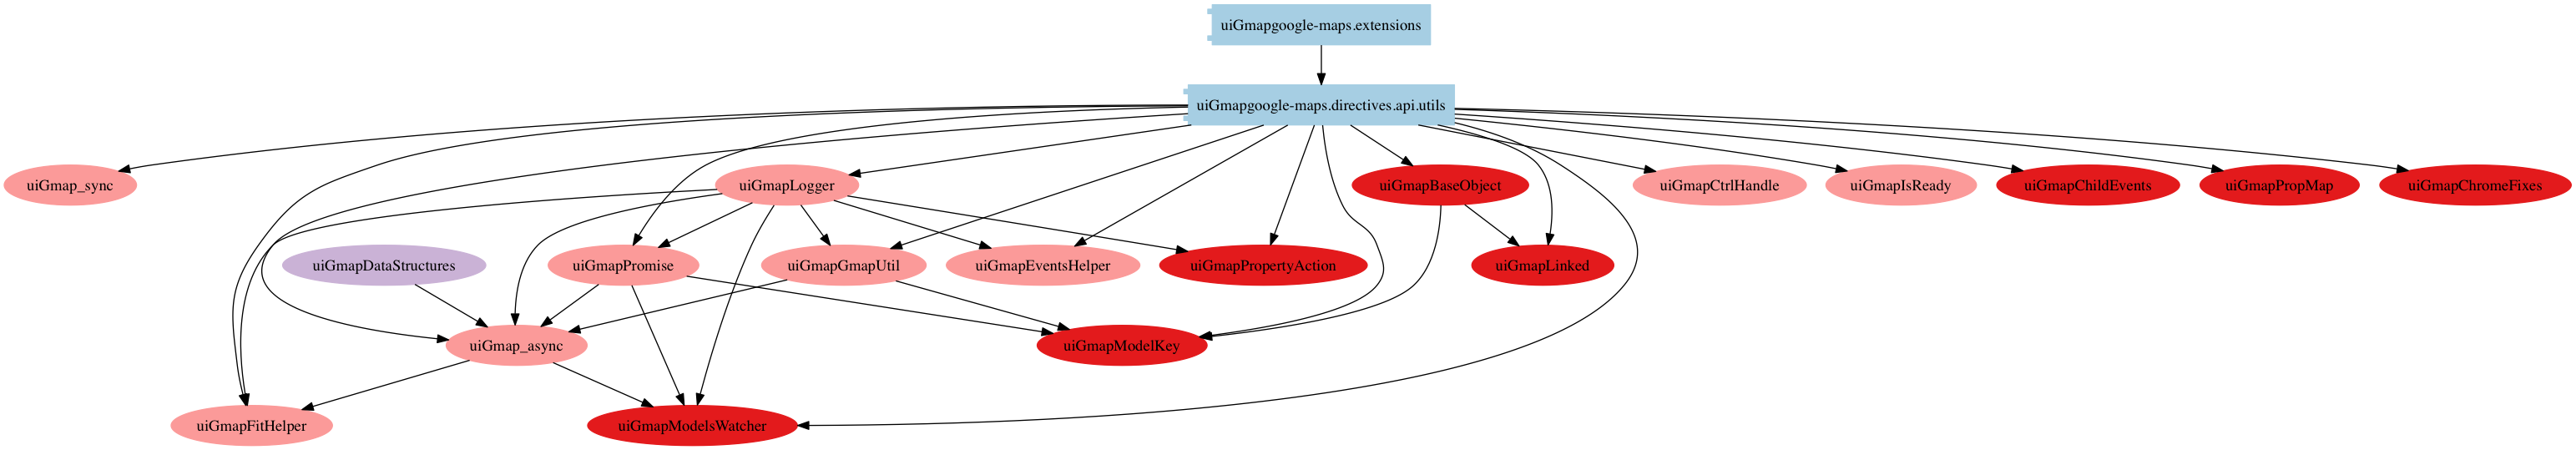 uiGmapgoogle-maps.extensions
uiGmapgoogle-maps.directives.api.utils
uiGmap_sync
uiGmapLogger
uiGmapBaseObject
uiGmapCtrlHandle
uiGmapIsReady
uiGmapChildEvents
uiGmapPropMap
uiGmapChromeFixes
uiGmapDataStructures
uiGmapPromise
uiGmapGmapUtil
uiGmapEventsHelper
uiGmapPropertyAction
uiGmapLinked
uiGmap_async
uiGmapModelKey
uiGmapFitHelper
uiGmapModelsWatcher